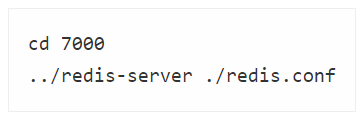 cd 7000
../redis-server ./redis.conf